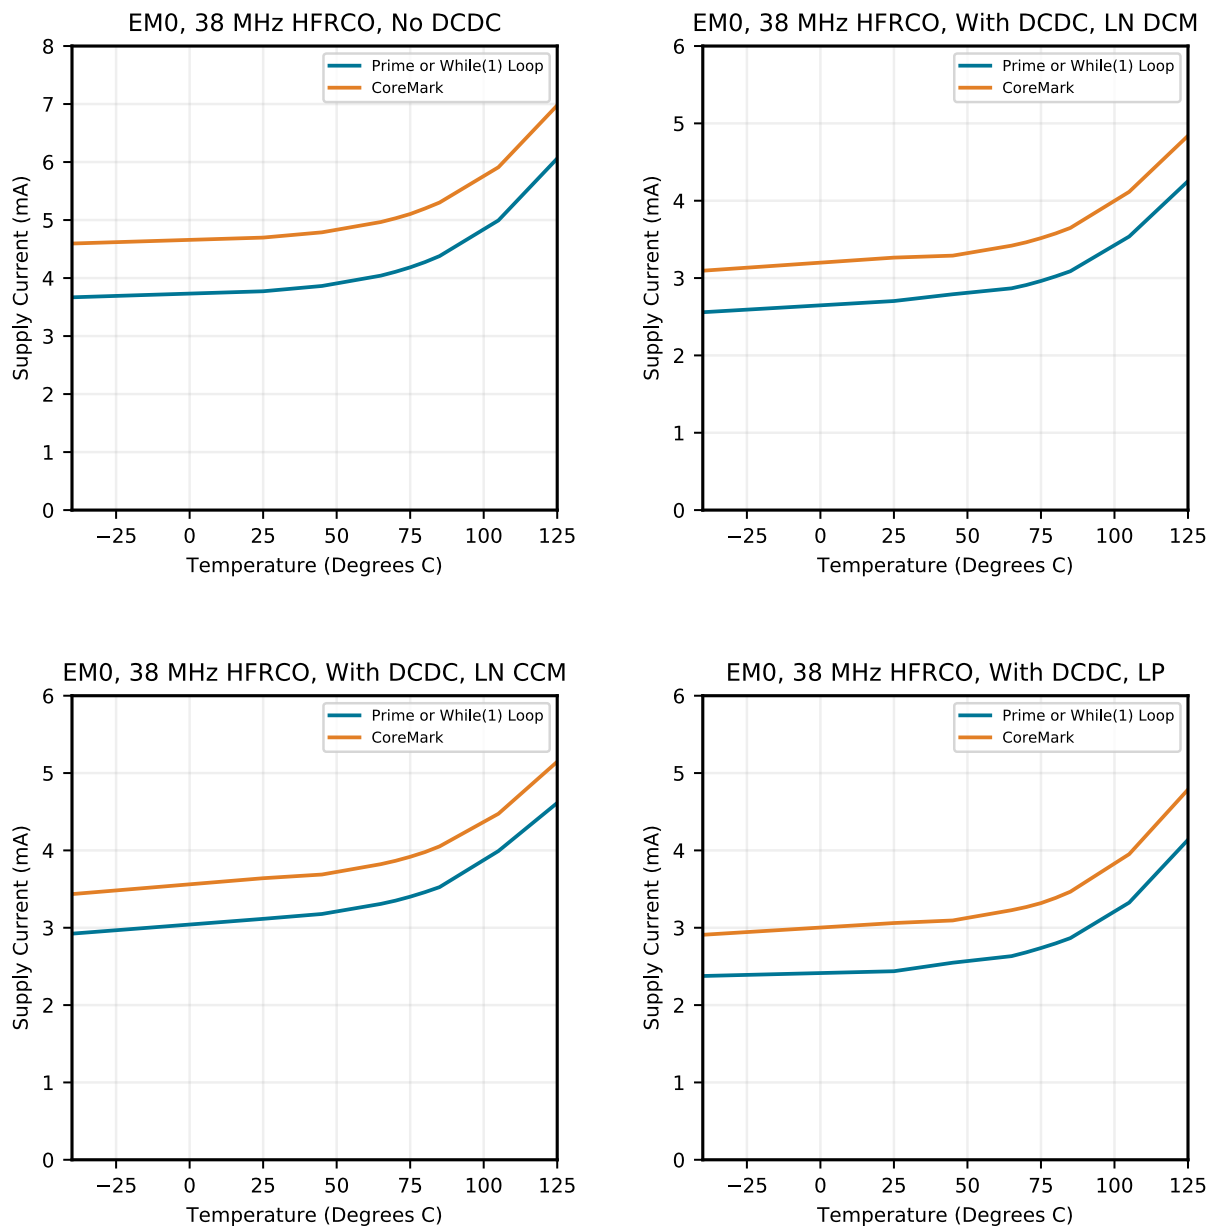 EM0, 38 MHz HFRCO, No DCDC
Supply Current (mA)
8
7
6
5
4
3
2
1
0
Prime or While(1) Loop
CoreMark
−25 0 25 50 75 100 125
Temperature (Degrees C)
EM0, 38 MHz HFRCO, With DCDC, LN DCM
Supply Current (mA)
6
5
4
3
2
1
0
Prime or While(1) Loop
CoreMark
−25 0 25 50 75 100 125
Temperature (Degrees C)
EM0, 38 MHz HFRCO, With DCDC, LN CCM
Supply Current (mA)
6
5
4
3
2
1
0
Prime or While(1) Loop
CoreMark
−25 0 25 50 75 100 125
Temperature (Degrees C)
EM0, 38 MHz HFRCO, With DCDC, LP
Supply Current (mA)
6
5
4
3
2
1
0
Prime or While(1) Loop
CoreMark
−25 0 25 50 75 100 125
Temperature (Degrees C)